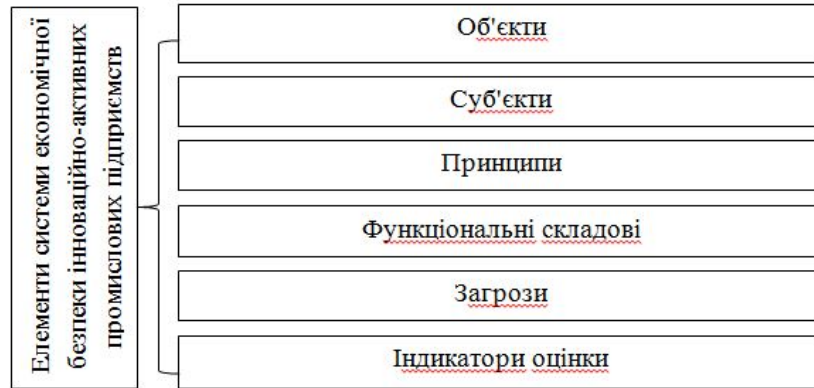 Елементи системи економічної
безпеки інноваційно-активних
промислових підприємств
Об'єкти
Суб'єкти
Принципи
Функціональні складові
Загрози
Індикатори оцінки